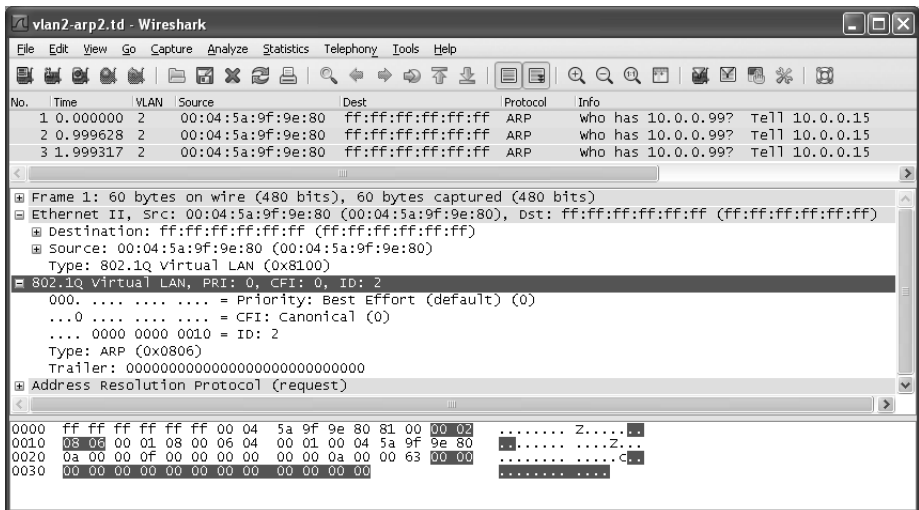 vlan2-arp2.td - Wireshark
File Edit View Go Capture Analyze Statistics Telephony Tools Help
No. Time VLAN Source Dest Protocol Info
1 0.000000 2 00:04:5a:9f:9e:80 ff:ff:ff:ff:ff:ff ARP who has 10.0.0.99? Tell 10.0.0.15
2 0.999628 2 00:04:5a:9f:9e:80 ff:ff:ff:ff:ff:ff ARP who has 10.0.0.99? Tell 10.0.0.15
3 1.999317 2 00:04:5a:9f:9e:80 ff:ff:ff:ff:ff:ff ARP who has 10.0.0.99? Tell 10.0.0.15
Frame 1: 60 bytes on wire (480 bits), 60 bytes captured (480 bits)
Ethernet II, Src: 00:04:5a:9f:9e:80 (00:04:5a:9f:9e:80), Dst: ff:ff:ff:ff:ff:ff (ff:ff:ff:ff:ff:ff)
Destination: ff:ff:ff:ff:ff:ff (ff:ff:ff:ff:ff:ff)
Source: 00:04:5a:9f:9e:80 (00:04:5a:9f:9e:80)
Type: 802.1Q Virtual LAN (0x8100)
802.1Q Virtual LAN, PRI: 0, CFI: 0, ID: 2
000. .... .... .... = Priority: Best Effort (default) (0)
...0 .... .... .... = CFI: Canonical (0)
.... 0000 0000 0010 = ID: 2
Type: ARP (0x0806)
Trailer: 0000000000000000000000000000
Address Resolution Protocol (request)
0000 ff ff ff ff ff ff 00 04 5a 9f 9e 80 81 00 00 02 ........ Z.......
0010 08 06 00 01 08 00 06 04 00 01 00 04 5a 9f 9e 80 ........ ....Z...
0020 0a 00 00 0f 00 00 00 00 00 00 0a 00 00 63 00 00 ........ .....c..
0030 00 00 00 00 00 00 00 00 00 00 00 00 ........ ....